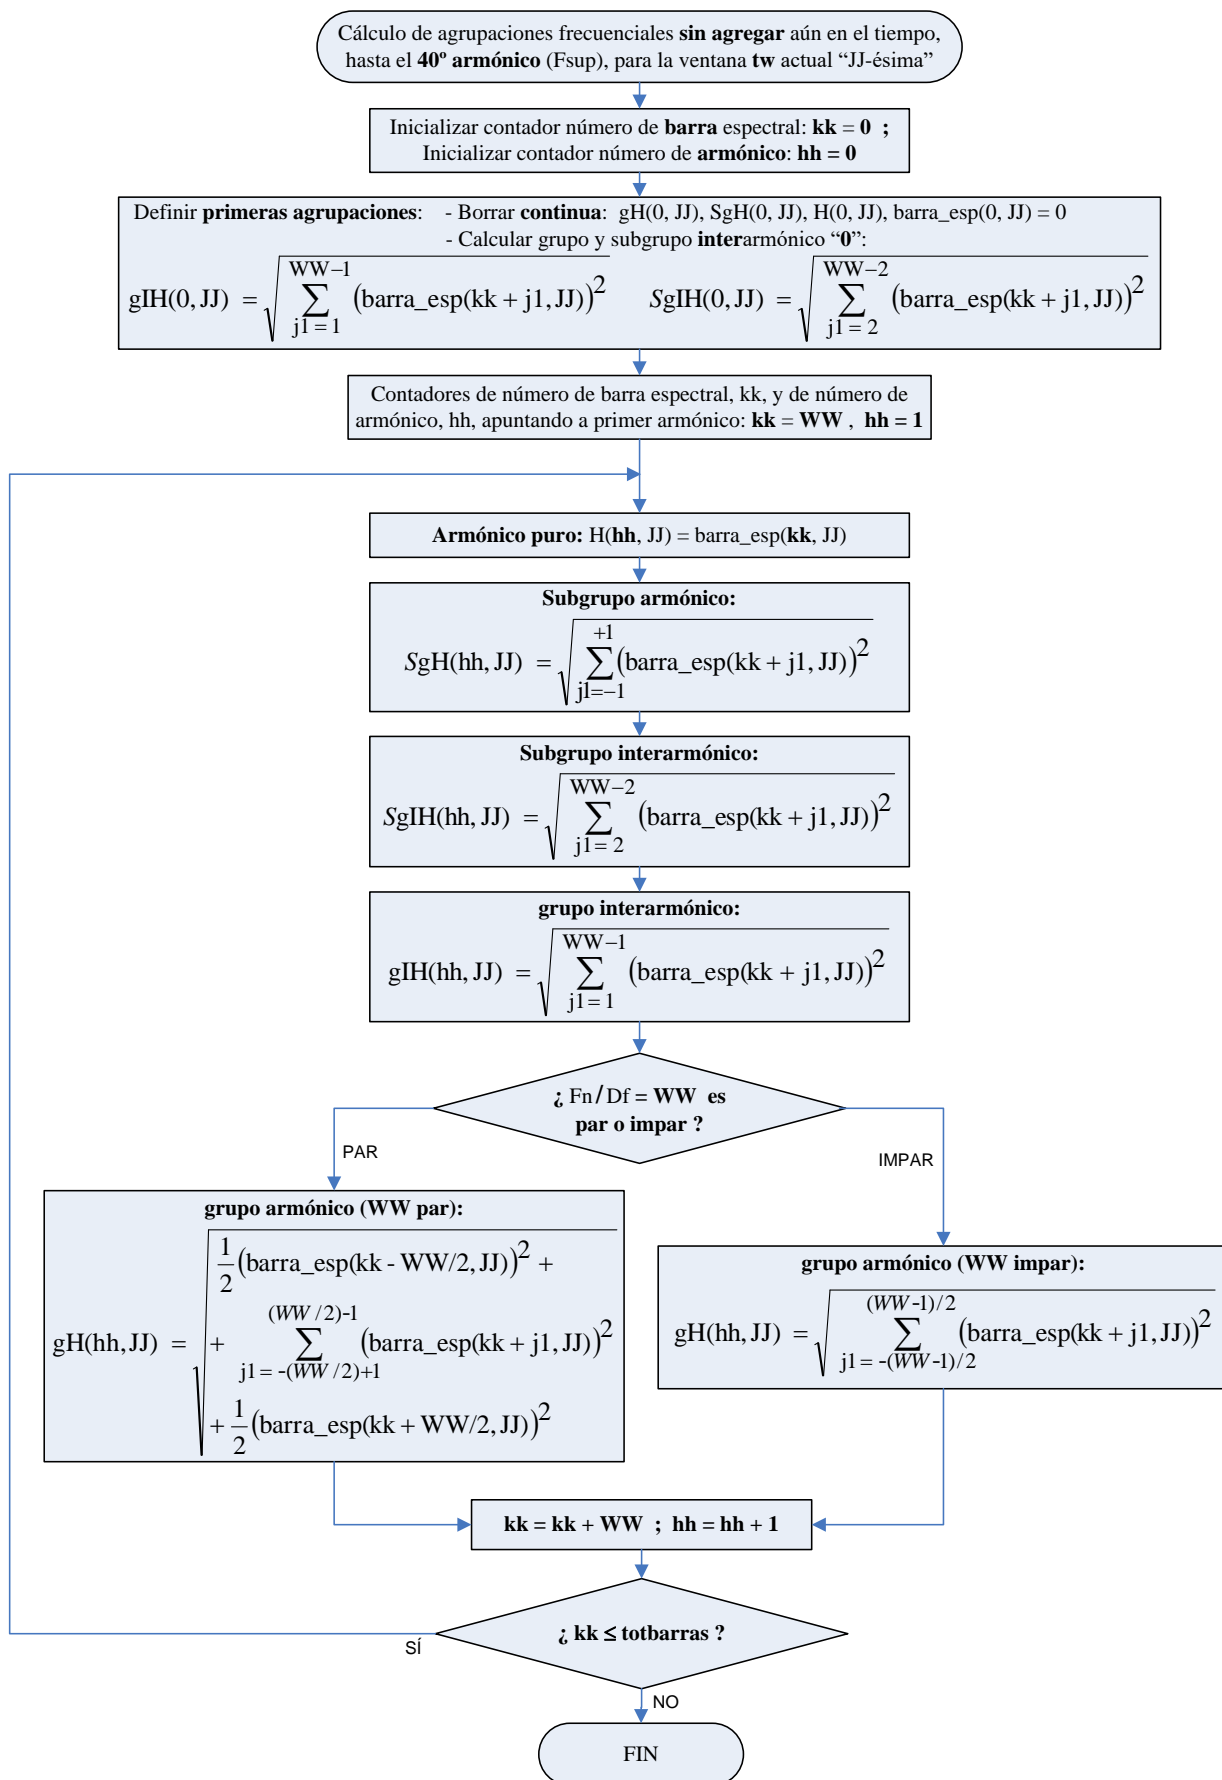 Cálculo de agrupaciones frecuenciales sin agregar aún en el tiempo,
hasta el 40º armónico (Fsup), para la ventana tw actual “JJ-ésima”
Inicializar contador número de barra espectral: kk = 0 ;
Inicializar contador número de armónico: hh = 0
Definir primeras agrupaciones: - Borrar continua: gH(0, JJ), SgH(0, JJ), H(0, JJ), barra_esp(0, JJ) = 0
- Calcular grupo y subgrupo interarmónico “0”:
gIH(0, JJ) = √ ∑ j1 = 1 WW−1 (barra_esp(kk + j1, JJ))2 SgIH(0, JJ) = √ ∑ j1 = 2 WW−2 (barra_esp(kk + j1, JJ))2
Contadores de número de barra espectral, kk, y de número de
armónico, hh, apuntando a primer armónico: kk = WW , hh = 1
Armónico puro: H(hh, JJ) = barra_esp(kk, JJ)
Subgrupo armónico:
SgH(hh, JJ) = √ ∑ j1=−1 +1 (barra_esp(kk + j1, JJ))2
Subgrupo interarmónico:
SgIH(hh, JJ) = √ ∑ j1 = 2 WW−2 (barra_esp(kk + j1, JJ))2
grupo interarmónico:
gIH(hh, JJ) = √ ∑ j1 = 1 WW−1 (barra_esp(kk + j1, JJ))2
¿ Fn/Df = WW es
par o impar ?
PAR
IMPAR
grupo armónico (WW par):
1/2 (barra_esp(kk - WW/2, JJ))2 +
gH(hh, JJ) = √ + ∑ j1 = -(WW/2)+1 (WW/2)-1 (barra_esp(kk + j1, JJ))2
+ 1/2 (barra_esp(kk + WW/2, JJ))2
grupo armónico (WW impar):
gH(hh, JJ) = √ ∑ j1 = -(WW-1)/2 (WW-1)/2 (barra_esp(kk + j1, JJ))2
kk = kk + WW ; hh = hh + 1
¿ kk ≤ totbarras ?
SÍ
NO
FIN